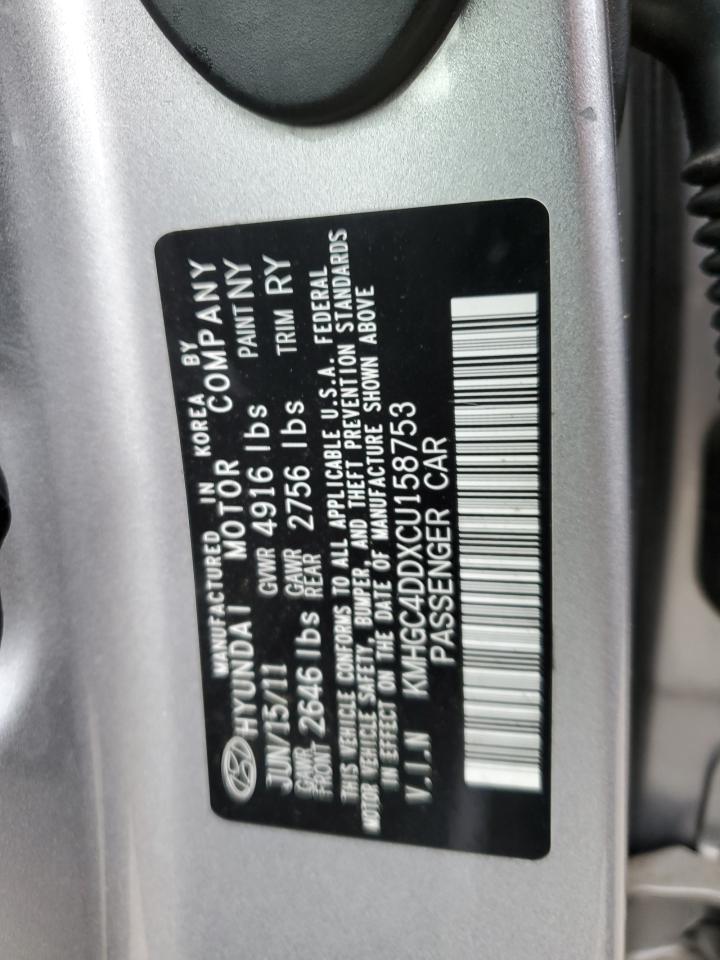 MANUFACTURED IN KOREA BY
HYUNDAI MOTOR COMPANY
JUN/15/11 GVWR 4916 lbs PAINT NY
GAWR FRONT 2646 lbs GAWR REAR 2756 lbs TRIM RY
THIS VEHICLE CONFORMS TO ALL APPLICABLE U.S.A. FEDERAL
MOTOR VEHICLE SAFETY, BUMPER, AND THEFT PREVENTION STANDARDS
IN EFFECT ON THE DATE OF MANUFACTURE SHOWN ABOVE
V.I.N KMHGC4DDXCU158753
PASSENGER CAR